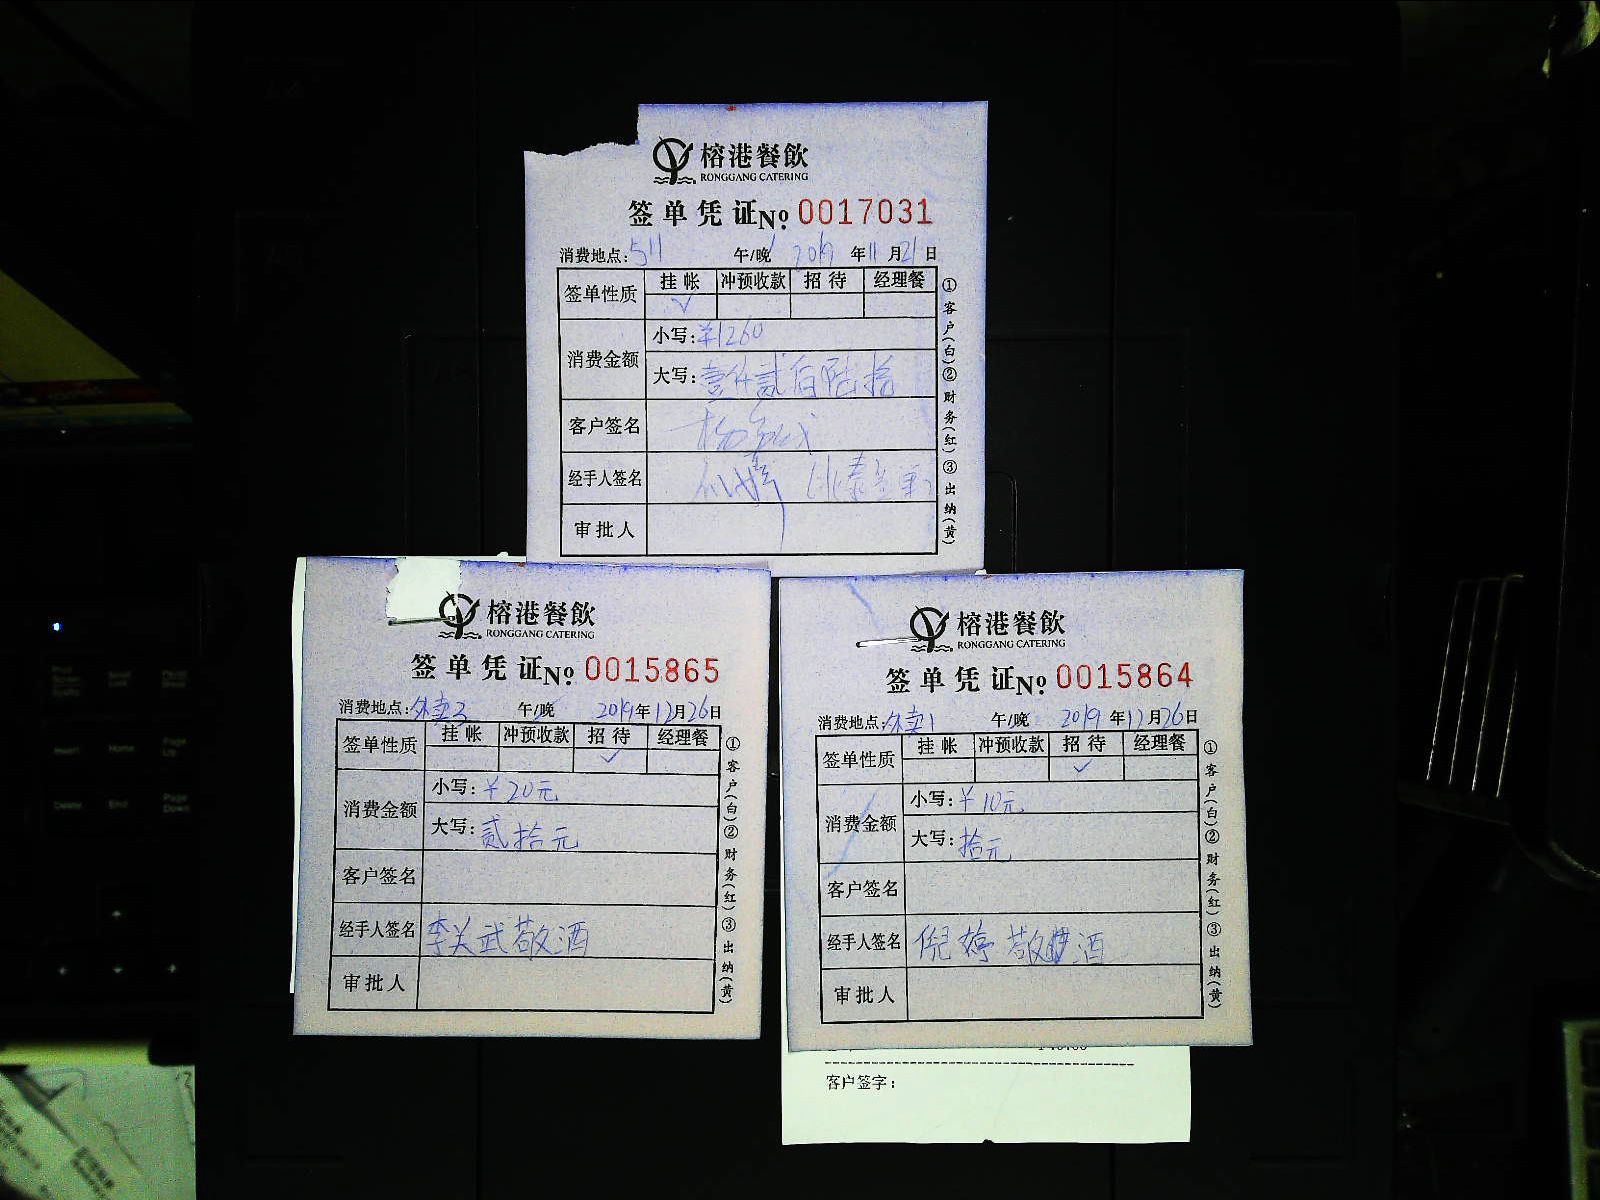 榕港餐飲
RONGGANG CATERING
签单凭证№ 0017031
消费地点:511 午/晚 2019年11月21日
签单性质 挂帐 冲预收款 招待 经理餐
✓
消费金额 小写:¥1260
大写:壹仟贰佰陆拾
客户签名
经手人签名
审批人
①客户(白)②财务(红)③出纳(黄)
榕港餐飲
RONGGANG CATERING
签单凭证№ 0015865
消费地点:外卖3 午/晚 2019年12月26日
签单性质 挂帐 冲预收款 招待 经理餐
✓
消费金额 小写:¥20元
大写:贰拾元
客户签名
经手人签名 李关武敬酒
审批人
①客户(白)②财务(红)③出纳(黄)
榕港餐飲
RONGGANG CATERING
签单凭证№ 0015864
消费地点:外卖1 午/晚 2019年12月26日
签单性质 挂帐 冲预收款 招待 经理餐
✓
消费金额 小写:¥10元
大写:拾元
客户签名
经手人签名 倪婷敬酒
审批人
①客户(白)②财务(红)③出纳(黄)
客户签字: